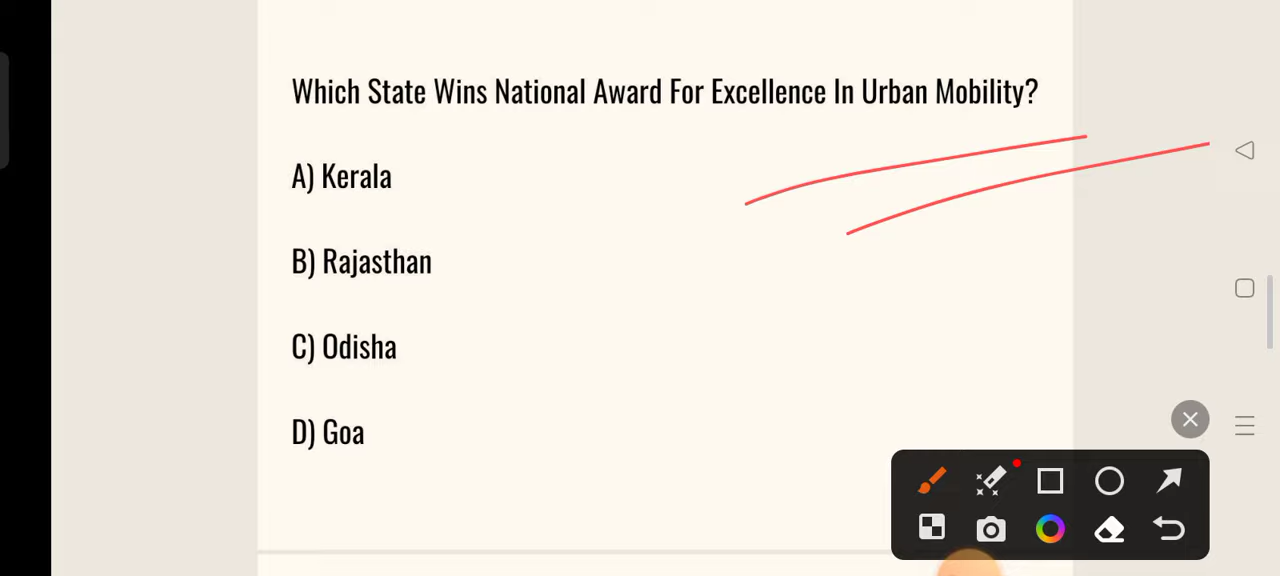 Which State Wins National Award For Excellence In Urban Mobility?
A) Kerala
B) Rajasthan
C) Odisha
D) Goa